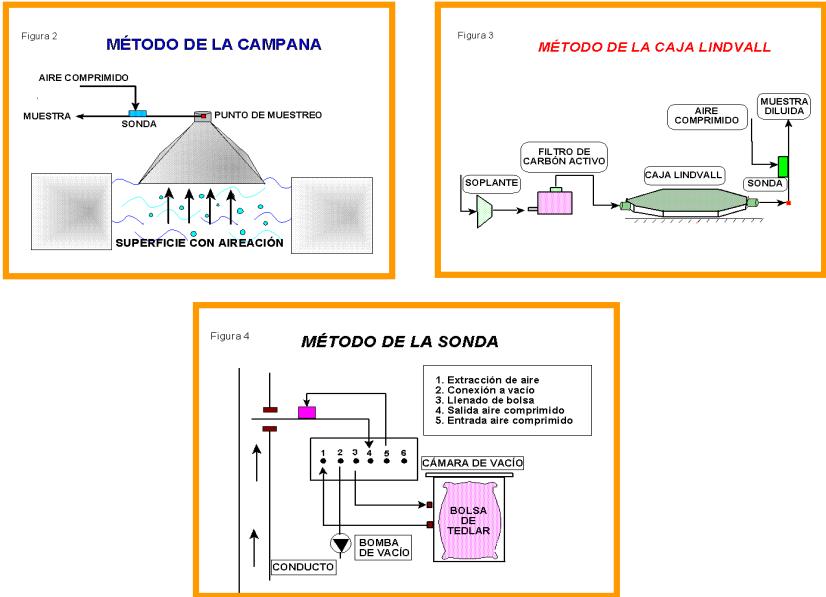 Figura 2
MÉTODO DE LA CAMPANA
AIRE COMPRIMIDO
MUESTRA
SONDA
PUNTO DE MUESTREO
SUPERFICIE CON AIREACIÓN
Figura 3
MÉTODO DE LA CAJA LINDVALL
AIRE
COMPRIMIDO
MUESTRA
DILUIDA
FILTRO DE
CARBÓN ACTIVO
SOPLANTE
CAJA LINDVALL
SONDA
Figura 4
MÉTODO DE LA SONDA
1. Extracción de aire
2. Conexión a vacío
3. Llenado de bolsa
4. Salida aire comprimido
5. Entrada aire comprimido
1 2 3 4 5 6
CÁMARA DE VACÍO
BOLSA
DE
TEDLAR
BOMBA
DE VACÍO
CONDUCTO